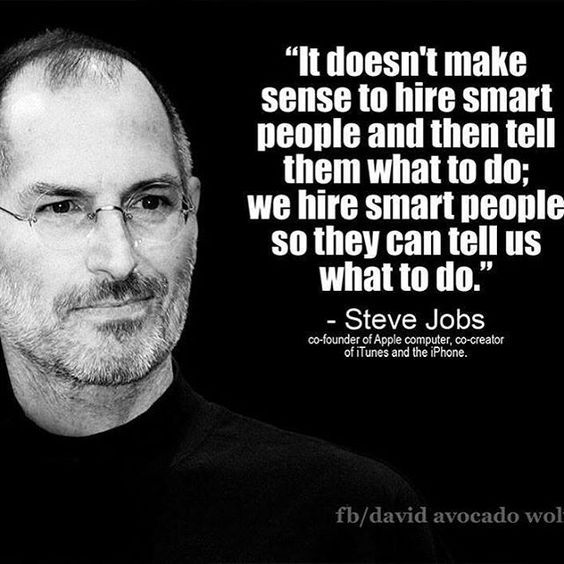 “It doesn't make
sense to hire smart
people and then tell
them what to do;
we hire smart people
so they can tell us
what to do.”
- Steve Jobs
co-founder of Apple computer, co-creator
of iTunes and the iPhone.
fb/david avocado